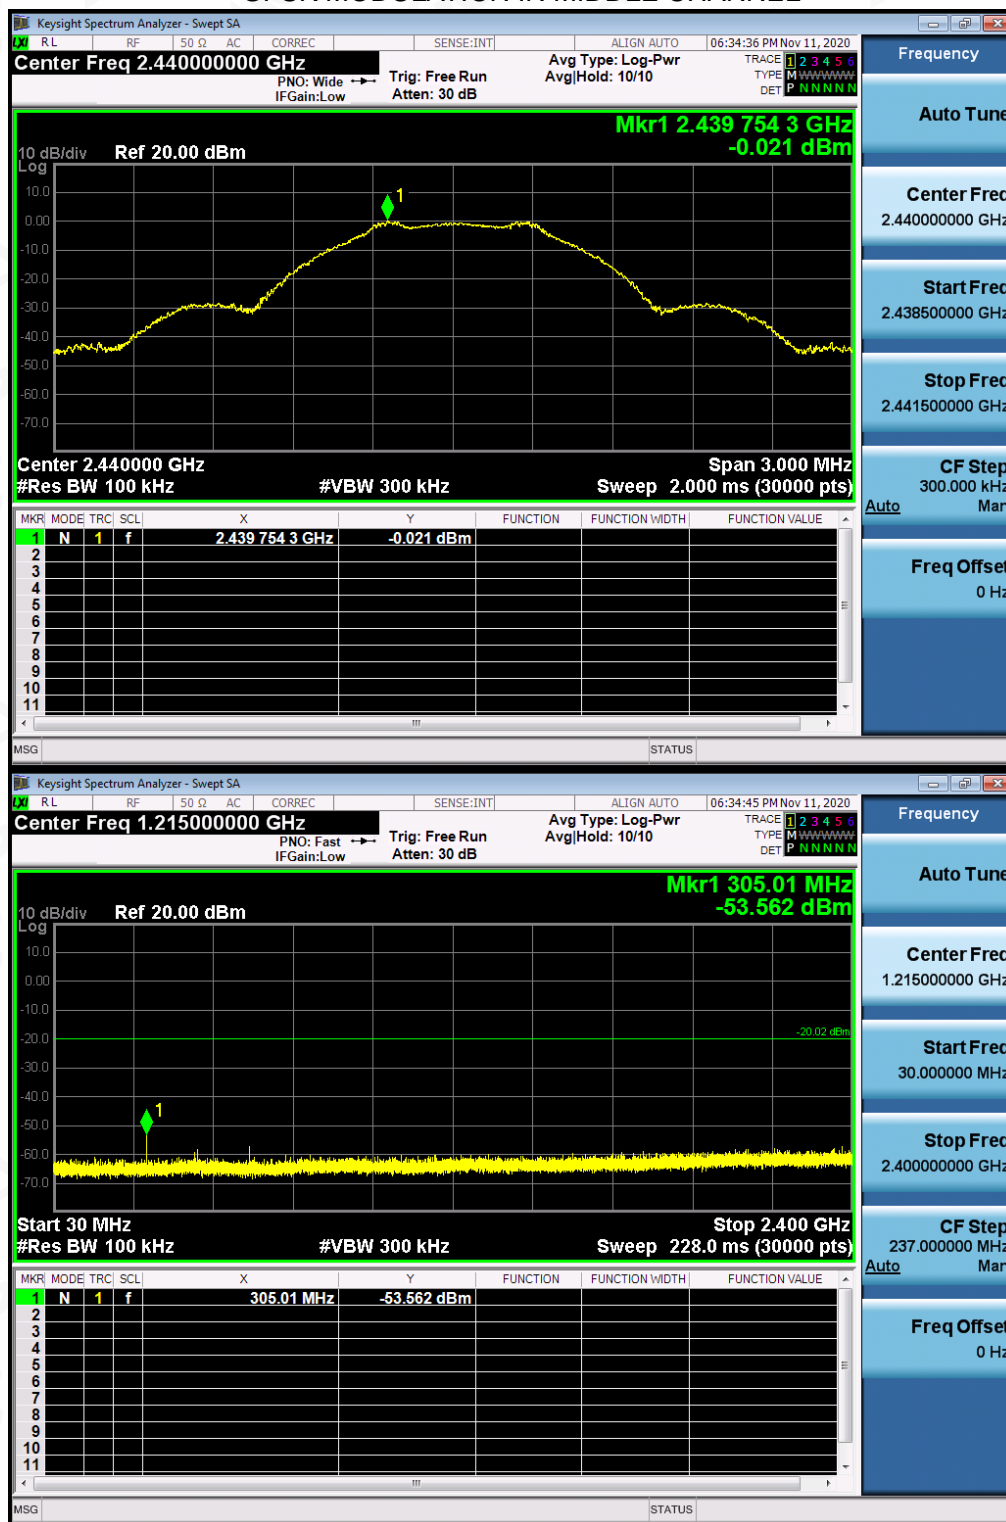 Keysight Spectrum Analyzer - Swept SA
LXI RL RF 50 Ω AC CORREC SENSE:INT ALIGN AUTO 06:34:36 PM Nov 11, 2020
Center Freq 2.440000000 GHz
PNO: Wide
IFGain:Low
Trig: Free Run
Atten: 30 dB
Avg Type: Log-Pwr
Avg|Hold: 10/10
TRACE 1 2 3 4 5 6
TYPE M WWWWW
DET P N N N N N
Mkr1 2.439 754 3 GHz
-0.021 dBm
10 dB/div Ref 20.00 dBm
Log
10.0
0.00
-10.0
-20.0
-30.0
-40.0
-50.0
-60.0
-70.0
1
Center 2.440000 GHz Span 3.000 MHz
#Res BW 100 kHz #VBW 300 kHz Sweep 2.000 ms (30000 pts)
MKR MODE TRC SCL X Y FUNCTION FUNCTION WIDTH FUNCTION VALUE
1 N 1 f 2.439 754 3 GHz -0.021 dBm
2
3
4
5
6
7
8
9
10
11
MSG STATUS
Frequency
Auto Tune
Center Freq
2.440000000 GHz
Start Freq
2.438500000 GHz
Stop Freq
2.441500000 GHz
CF Step
300.000 kHz
Auto Man
Freq Offset
0 Hz
Keysight Spectrum Analyzer - Swept SA
LXI RL RF 50 Ω AC CORREC SENSE:INT ALIGN AUTO 06:34:45 PM Nov 11, 2020
Center Freq 1.215000000 GHz
PNO: Fast
IFGain:Low
Trig: Free Run
Atten: 30 dB
Avg Type: Log-Pwr
Avg|Hold: 10/10
TRACE 1 2 3 4 5 6
TYPE M WWWWW
DET P N N N N N
Mkr1 305.01 MHz
-53.562 dBm
10 dB/div Ref 20.00 dBm
Log
10.0
0.00
-10.0
-20.0
-30.0
-40.0
-50.0
-60.0
-70.0
-20.02 dBm
1
Start 30 MHz Stop 2.400 GHz
#Res BW 100 kHz #VBW 300 kHz Sweep 228.0 ms (30000 pts)
MKR MODE TRC SCL X Y FUNCTION FUNCTION WIDTH FUNCTION VALUE
1 N 1 f 305.01 MHz -53.562 dBm
2
3
4
5
6
7
8
9
10
11
MSG STATUS
Frequency
Auto Tune
Center Freq
1.215000000 GHz
Start Freq
30.000000 MHz
Stop Freq
2.400000000 GHz
CF Step
237.000000 MHz
Auto Man
Freq Offset
0 Hz